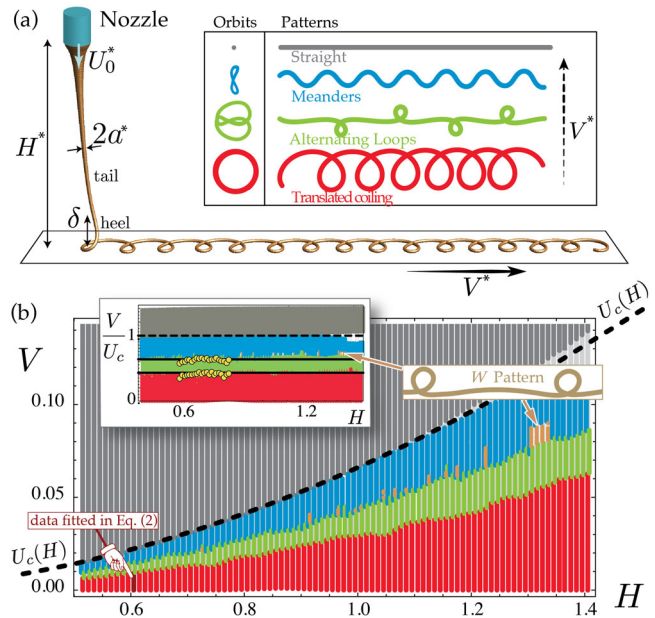 (a)
Nozzle
U*0
H*
2a*
tail
δ
heel
V*
Orbits Patterns
Straight
Meanders
Alternating Loops
Translated coiling
V*
(b)
V
0.10
0.05
0.00
0.6 0.8 1.0 1.2 1.4
H
V
Uc
1
0
0.6 1.2
H
W Pattern
Uc(H)
data fitted in Eq. (2)
Uc(H)